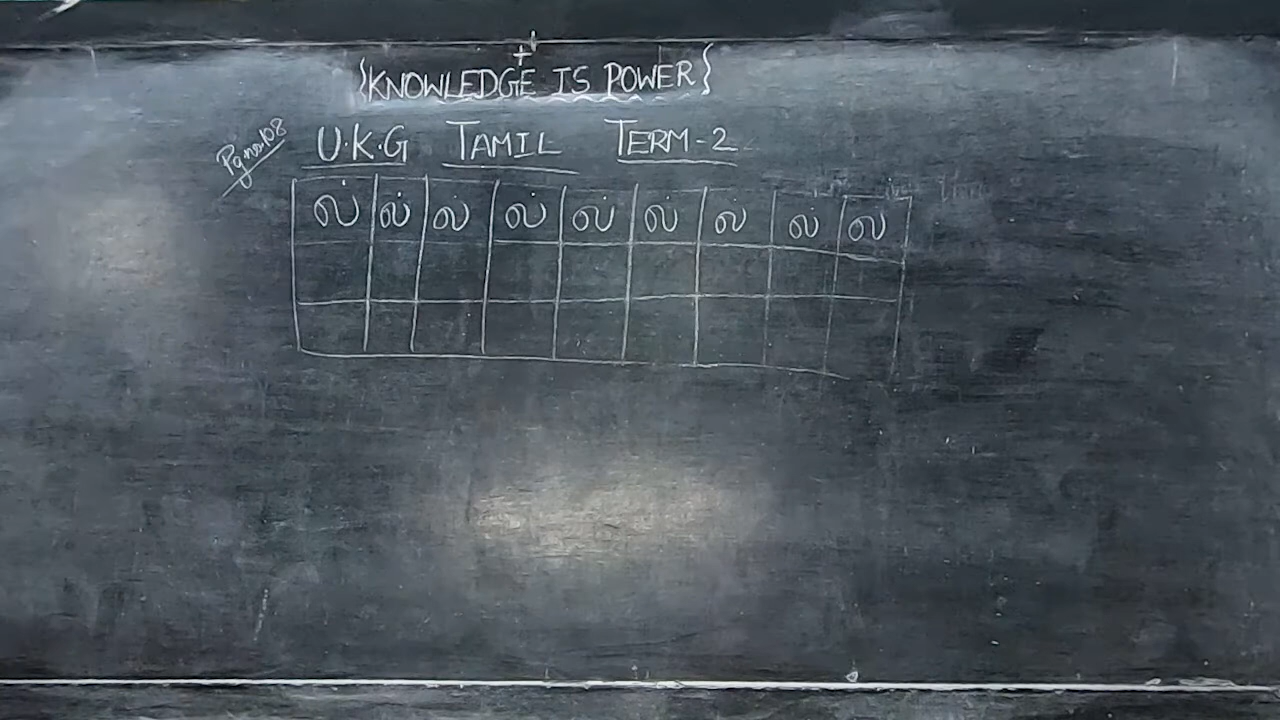 {KNOWLEDGE IS POWER}
Pg no:108 U.K.G TAMIL TERM-2
ல் ல் ல் ல் ல் ல் ல் ல் ல்